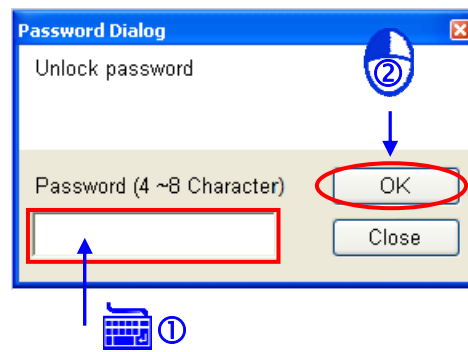 Password Dialog
Unlock password
②
Password (4 ~8 Character)
OK
Close
①